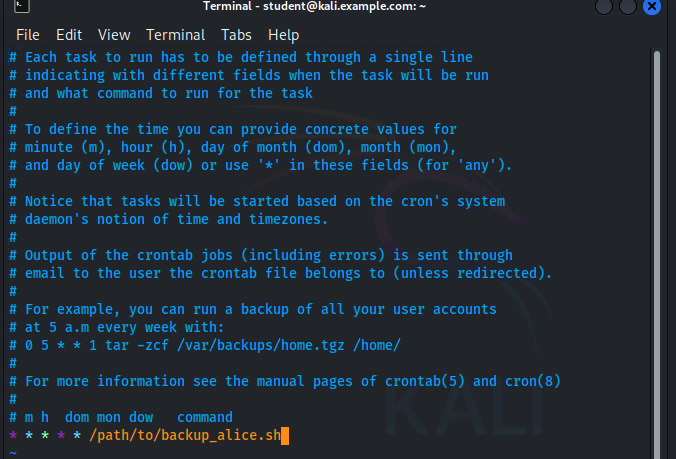 Terminal - student@kali.example.com: ~
File Edit View Terminal Tabs Help
# Each task to run has to be defined through a single line
# indicating with different fields when the task will be run
# and what command to run for the task
#
# To define the time you can provide concrete values for
# minute (m), hour (h), day of month (dom), month (mon),
# and day of week (dow) or use '*' in these fields (for 'any').
#
# Notice that tasks will be started based on the cron's system
# daemon's notion of time and timezones.
#
# Output of the crontab jobs (including errors) is sent through
# email to the user the crontab file belongs to (unless redirected).
#
# For example, you can run a backup of all your user accounts
# at 5 a.m every week with:
# 0 5 * * 1 tar -zcf /var/backups/home.tgz /home/
#
# For more information see the manual pages of crontab(5) and cron(8)
#
# m h  dom mon dow   command
* * * * * /path/to/backup_alice.sh
~
KALI